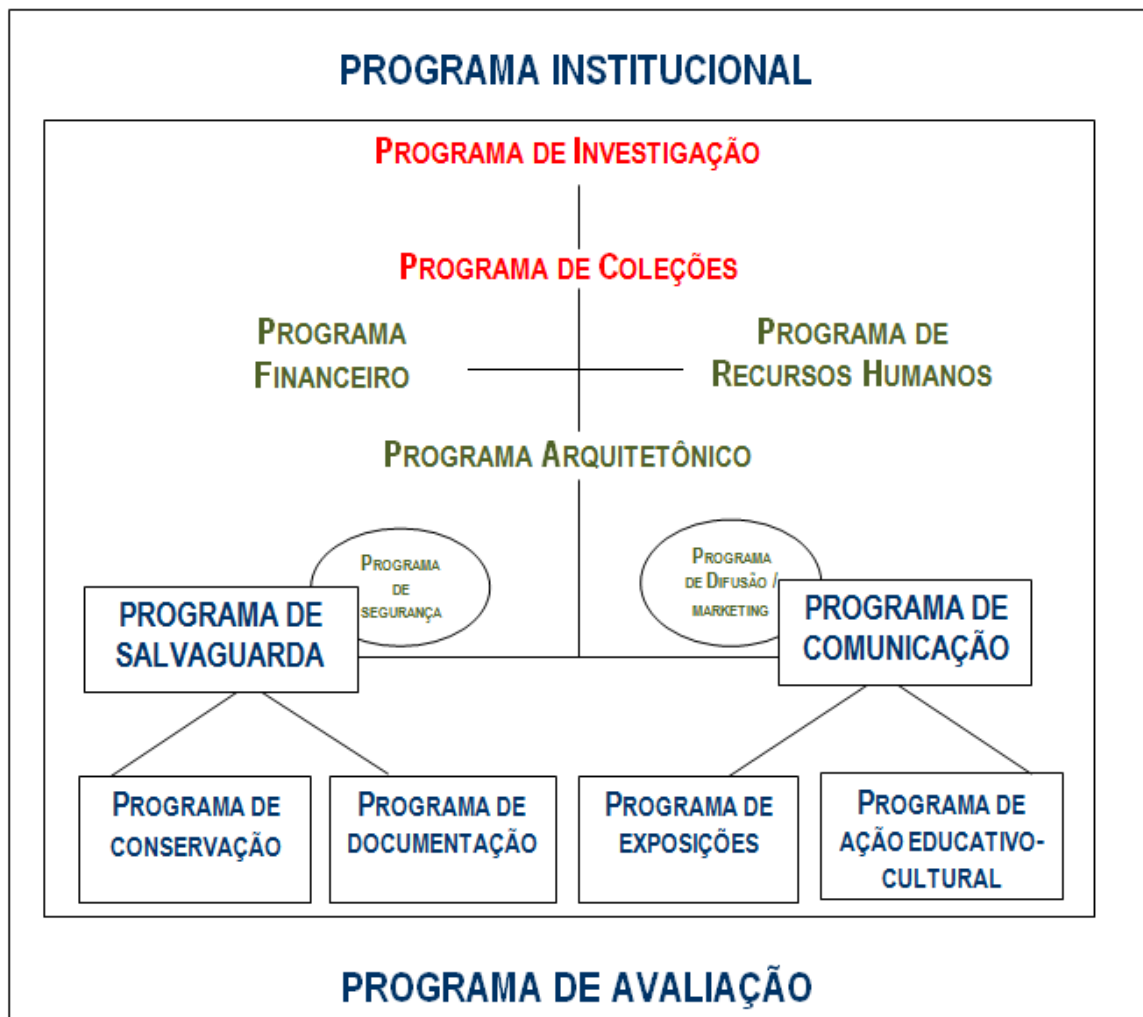 PROGRAMA INSTITUCIONAL
PROGRAMA DE INVESTIGAÇÃO
PROGRAMA DE COLEÇÕES
PROGRAMA
FINANCEIRO
PROGRAMA DE
RECURSOS HUMANOS
PROGRAMA ARQUITETÔNICO
PROGRAMA
DE
SEGURANÇA
PROGRAMA
DE DIFUSÃO /
MARKETING
PROGRAMA DE
SALVAGUARDA
PROGRAMA DE
COMUNICAÇÃO
PROGRAMA DE
CONSERVAÇÃO
PROGRAMA DE
DOCUMENTAÇÃO
PROGRAMA DE
EXPOSIÇÕES
PROGRAMA DE
AÇÃO EDUCATIVO-
CULTURAL
PROGRAMA DE AVALIAÇÃO